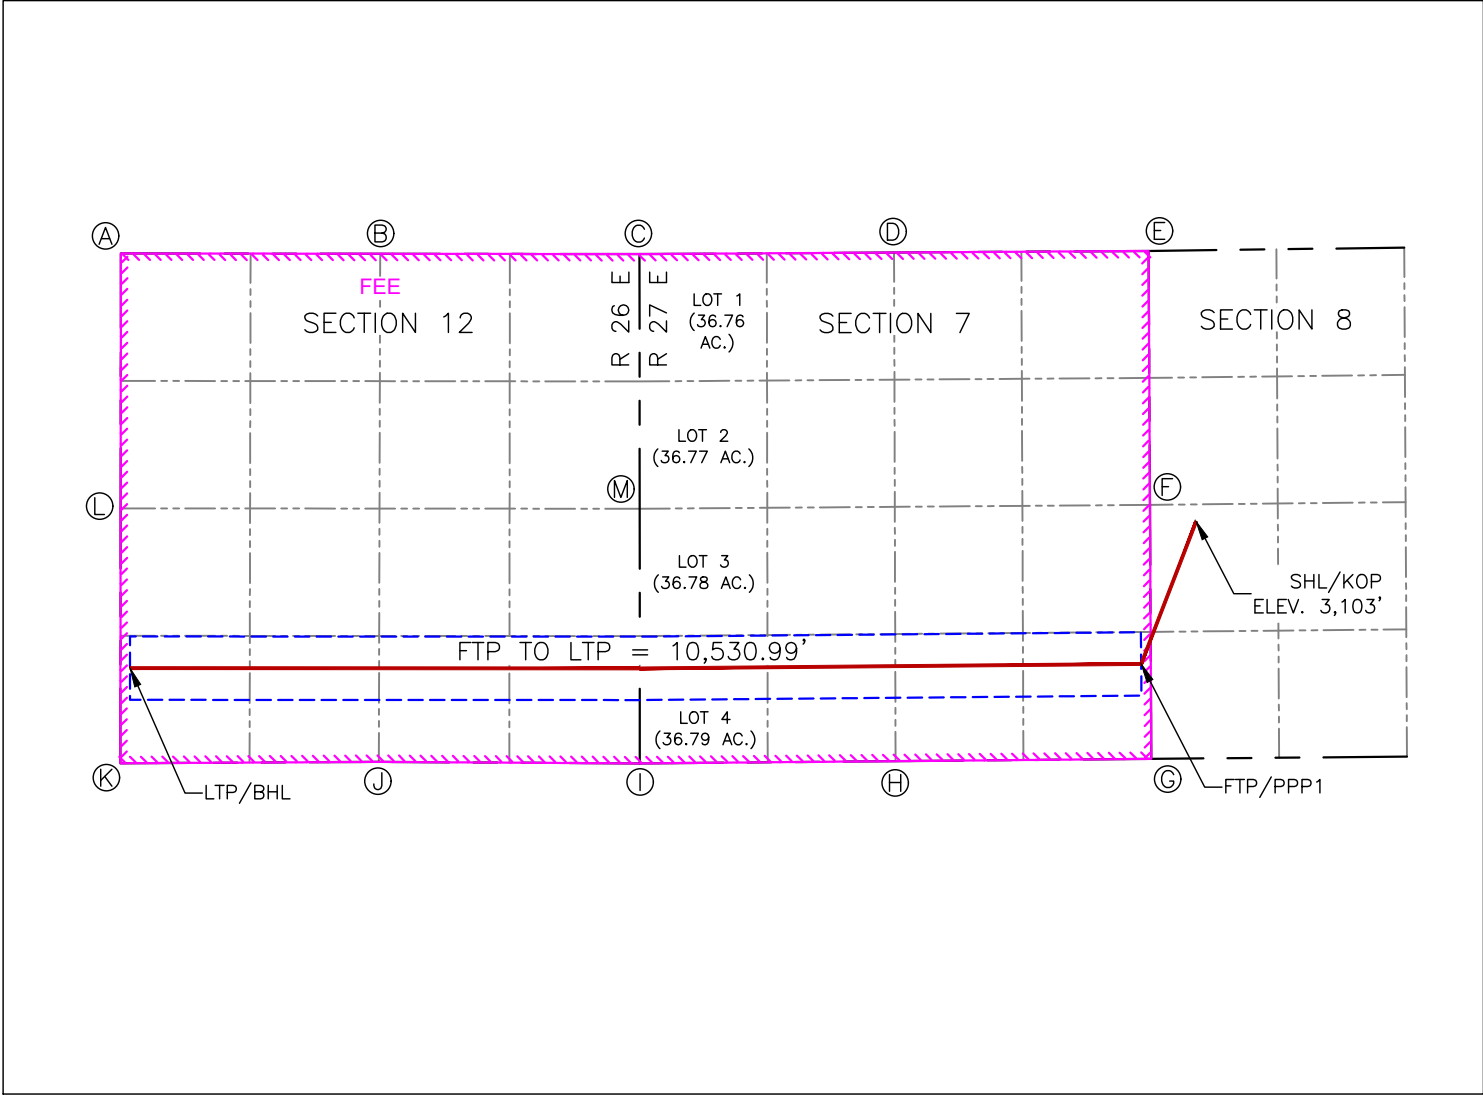 A
B
C
D
E
FEE
SECTION 12
R 26 E
R 27 E
LOT 1
(36.76
AC.)
SECTION 7
SECTION 8
LOT 2
(36.77 AC.)
L
M
F
LOT 3
(36.78 AC.)
SHL/KOP
ELEV. 3,103'
FTP TO LTP = 10,530.99'
LOT 4
(36.79 AC.)
K
J
I
H
G
LTP/BHL
FTP/PPP1